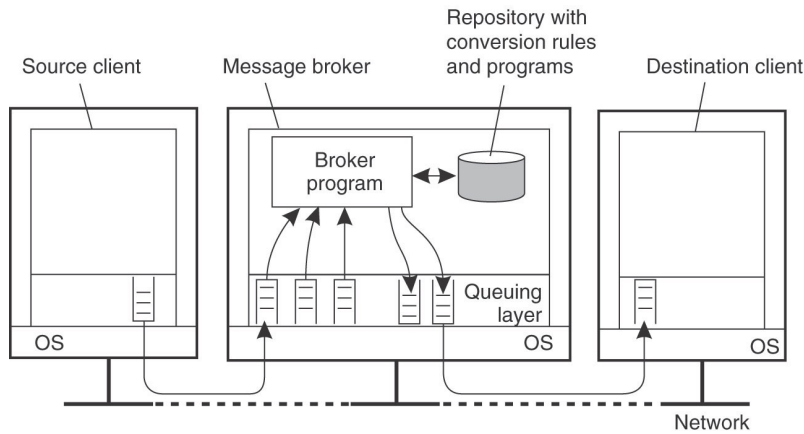 Repository with
conversion rules
and programs
Source client
Message broker
Destination client
Broker
program
Queuing
layer
OS
OS
OS
Network